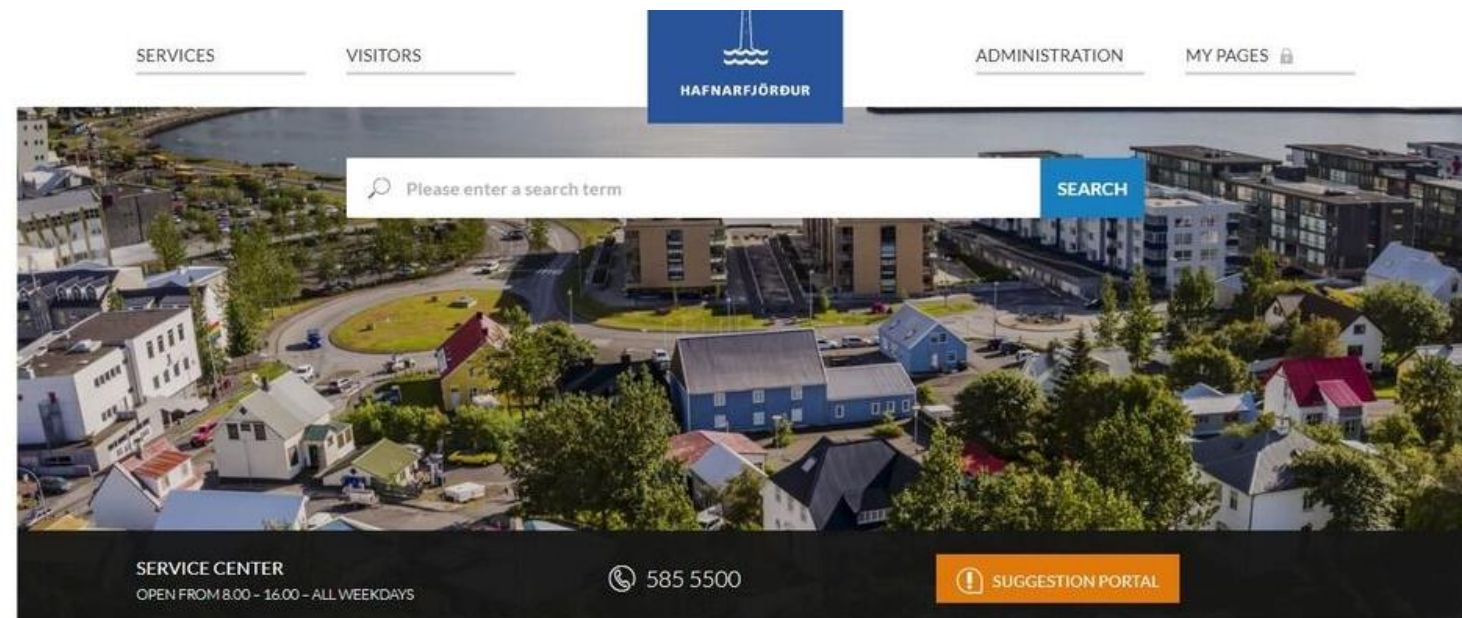 SERVICES
VISITORS
HAFNARFJÖRÐUR
ADMINISTRATION
MY PAGES
Please enter a search term
SEARCH
SERVICE CENTER
OPEN FROM 8.00 – 16.00 – ALL WEEKDAYS
585 5500
SUGGESTION PORTAL